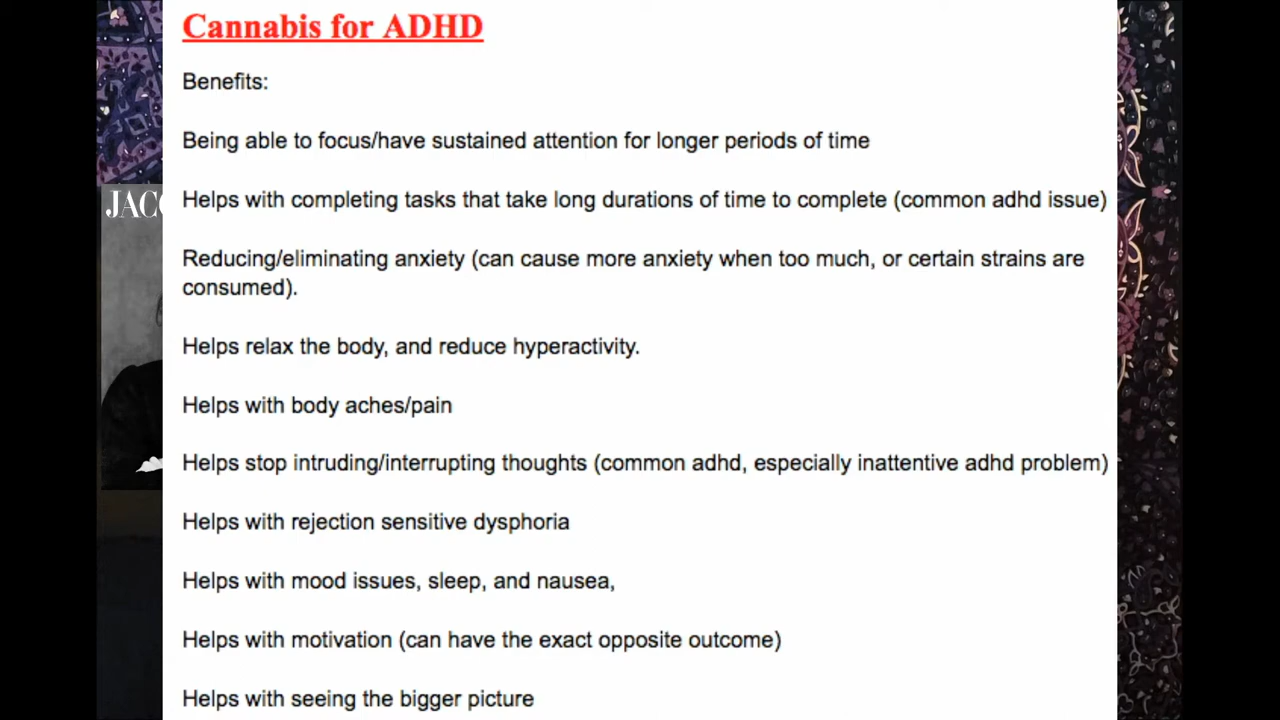 Cannabis for ADHD
Benefits:
Being able to focus/have sustained attention for longer periods of time
Helps with completing tasks that take long durations of time to complete (common adhd issue)
Reducing/eliminating anxiety (can cause more anxiety when too much, or certain strains are
consumed).
Helps relax the body, and reduce hyperactivity.
Helps with body aches/pain
Helps stop intruding/interrupting thoughts (common adhd, especially inattentive adhd problem)
Helps with rejection sensitive dysphoria
Helps with mood issues, sleep, and nausea,
Helps with motivation (can have the exact opposite outcome)
Helps with seeing the bigger picture